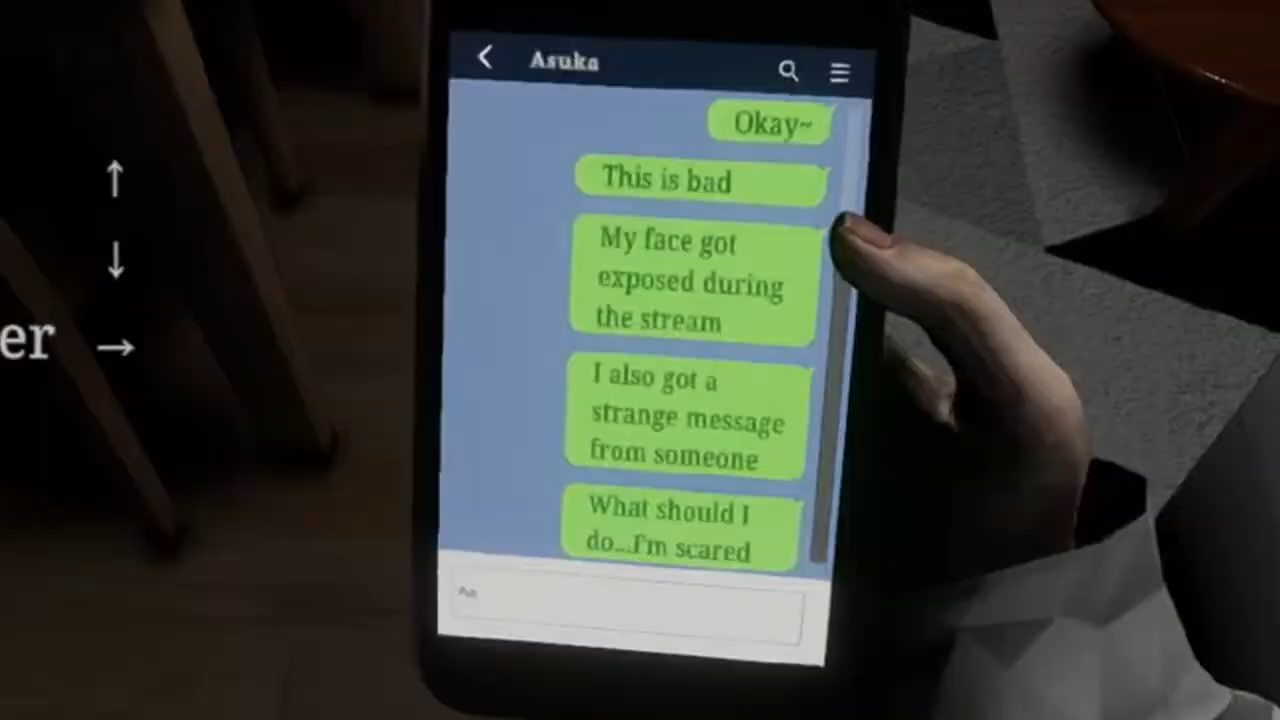 Asuka
Okay~
This is bad
My face got
exposed during
the stream
I also got a
strange message
from someone
What should I
do...I'm scared
Aa
↑
↓
er →